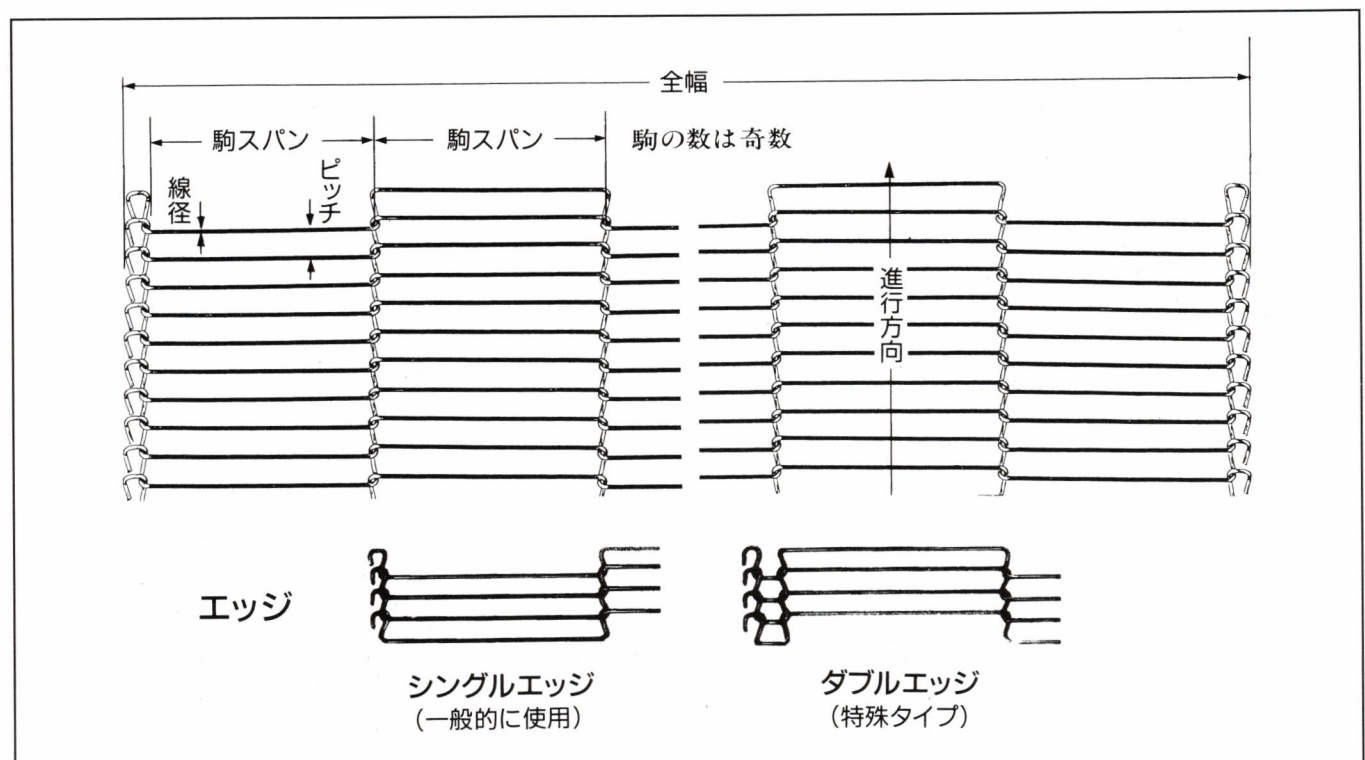 全幅
駒スパン
駒スパン
駒の数は奇数
線径
ピッチ
進行方向
エッジ
シングルエッジ
(一般的に使用)
ダブルエッジ
(特殊タイプ)